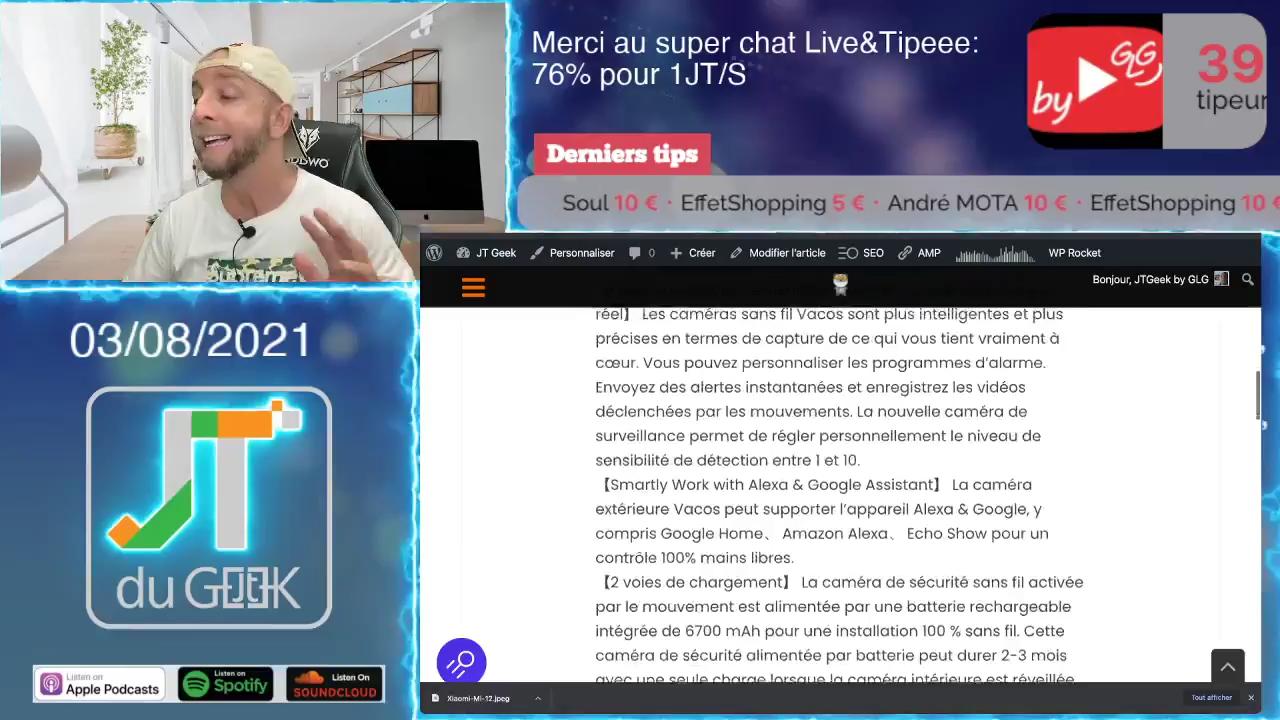 Merci au super chat Live&Tipeee:
76% pour 1JT/S
by GLG
39
tipeur
Derniers tips
Soul 10 € · EffetShopping 5 € · André MOTA 10 € · EffetShopping 10 €
JT Geek Personnaliser 0 Créer Modifier l'article SEO AMP WP Rocket
Bonjour, JTGeek by GLG
réel】 Les caméras sans fil Vacos sont plus intelligentes et plus
précises en termes de capture de ce qui vous tient vraiment à
cœur. Vous pouvez personnaliser les programmes d'alarme.
Envoyez des alertes instantanées et enregistrez les vidéos
déclenchées par les mouvements. La nouvelle caméra de
surveillance permet de régler personnellement le niveau de
sensibilité de détection entre 1 et 10.
【Smartly Work with Alexa & Google Assistant】 La caméra
extérieure Vacos peut supporter l'appareil Alexa & Google, y
compris Google Home、 Amazon Alexa、 Echo Show pour un
contrôle 100% mains libres.
【2 voies de chargement】 La caméra de sécurité sans fil activée
par le mouvement est alimentée par une batterie rechargeable
intégrée de 6700 mAh pour une installation 100 % sans fil. Cette
caméra de sécurité alimentée par batterie peut durer 2-3 mois
avec une seule charge lorsque la caméra intérieure est réveillée
Xiaomi-Mi-12.jpeg
Tout afficher
03/08/2021
JT
du GEEK
Listen on
Apple Podcasts
Listen on
Spotify
Listen On
SOUNDCLOUD